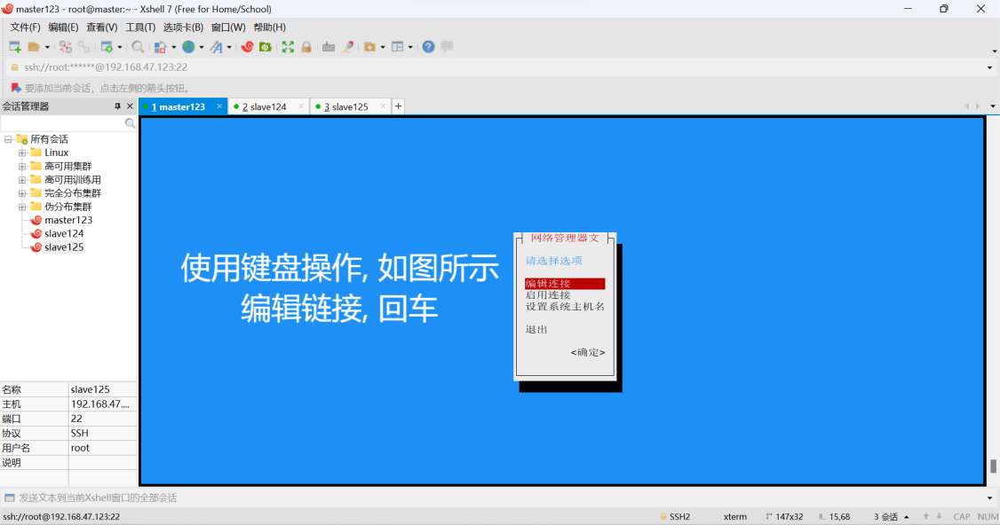 master123 - root@master:~ - Xshell 7 (Free for Home/School)
文件(F) 编辑(E) 查看(V) 工具(T) 选项卡(B) 窗口(W) 帮助(H)
ssh://root:******@192.168.47.123:22
要添加当前会话，点击左侧的箭头按钮。
会话管理器
1 master123
2 slave124
3 slave125
所有会话
Linux
高可用集群
高可用训练用
完全分布集群
伪分布集群
master123
slave124
slave125
使用键盘操作, 如图所示
编辑链接, 回车
网络管理器文
请选择选项
编辑连接
启用连接
设置系统主机名
退出
<确定>
名称 slave125
主机 192.168.47....
端口 22
协议 SSH
用户名 root
说明
发送文本到当前Xshell窗口的全部会话
ssh://root@192.168.47.123:22 SSH2 xterm 147x32 15,68 3 会话 CAP NUM